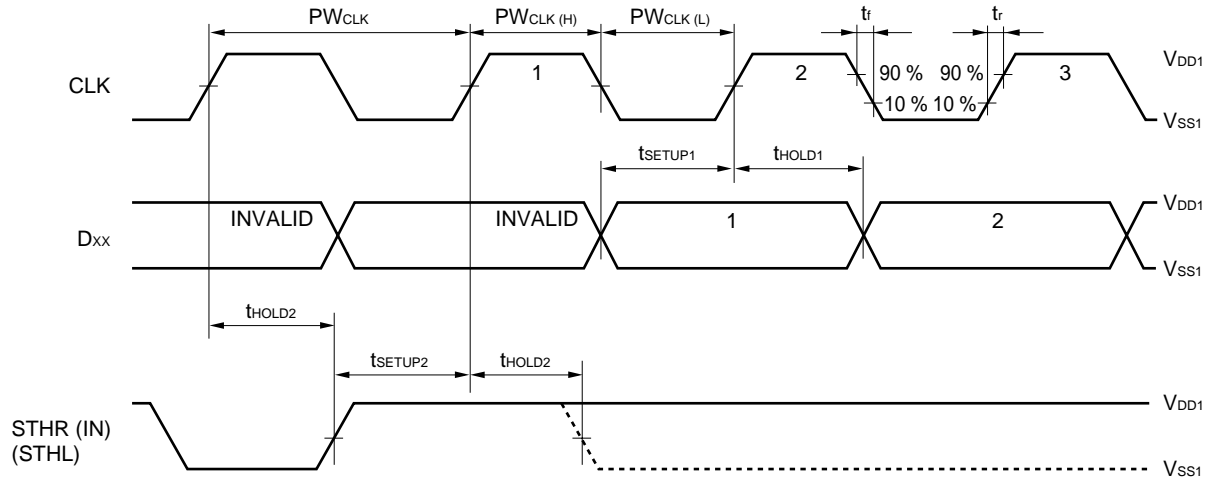 PWCLK PWCLK (H) PWCLK (L) tf tr
CLK 1 2 90 % 90 % 3 VDD1
10 % 10 % VSS1
tSETUP1 tHOLD1
DXX INVALID INVALID 1 2 VDD1
VSS1
tHOLD2
tSETUP2 tHOLD2
STHR (IN) VDD1
(STHL) VSS1